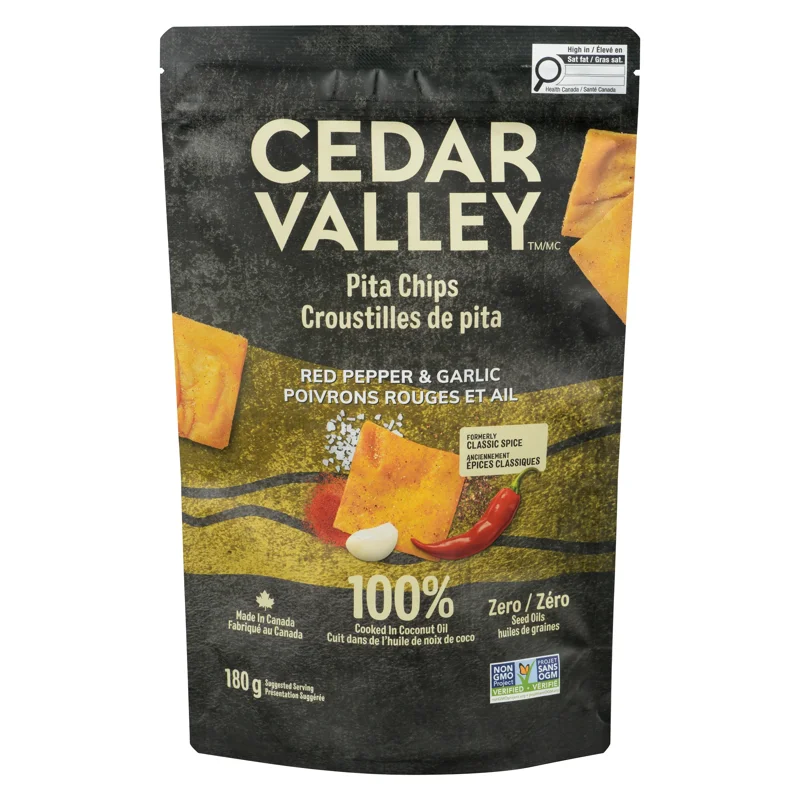 High in / Élevé en
Sat fat / Gras sat.
Health Canada / Santé Canada
CEDAR
VALLEY
TM/MC
Pita Chips
Croustilles de pita
RED PEPPER & GARLIC
POIVRONS ROUGES ET AIL
FORMERLY
CLASSIC SPICE
ANCIENNEMENT
ÉPICES CLASSIQUES
Made In Canada
Fabriqué au Canada
100%
Cooked In Coconut Oil
Cuit dans de l'huile de noix de coco
Zero / Zéro
Seed Oils
huiles de graines
180 g
Suggested Serving
Présentation Suggérée
NON
GMO
Project
VERIFIED
PROJET
SANS
OGM
VÉRIFIÉ